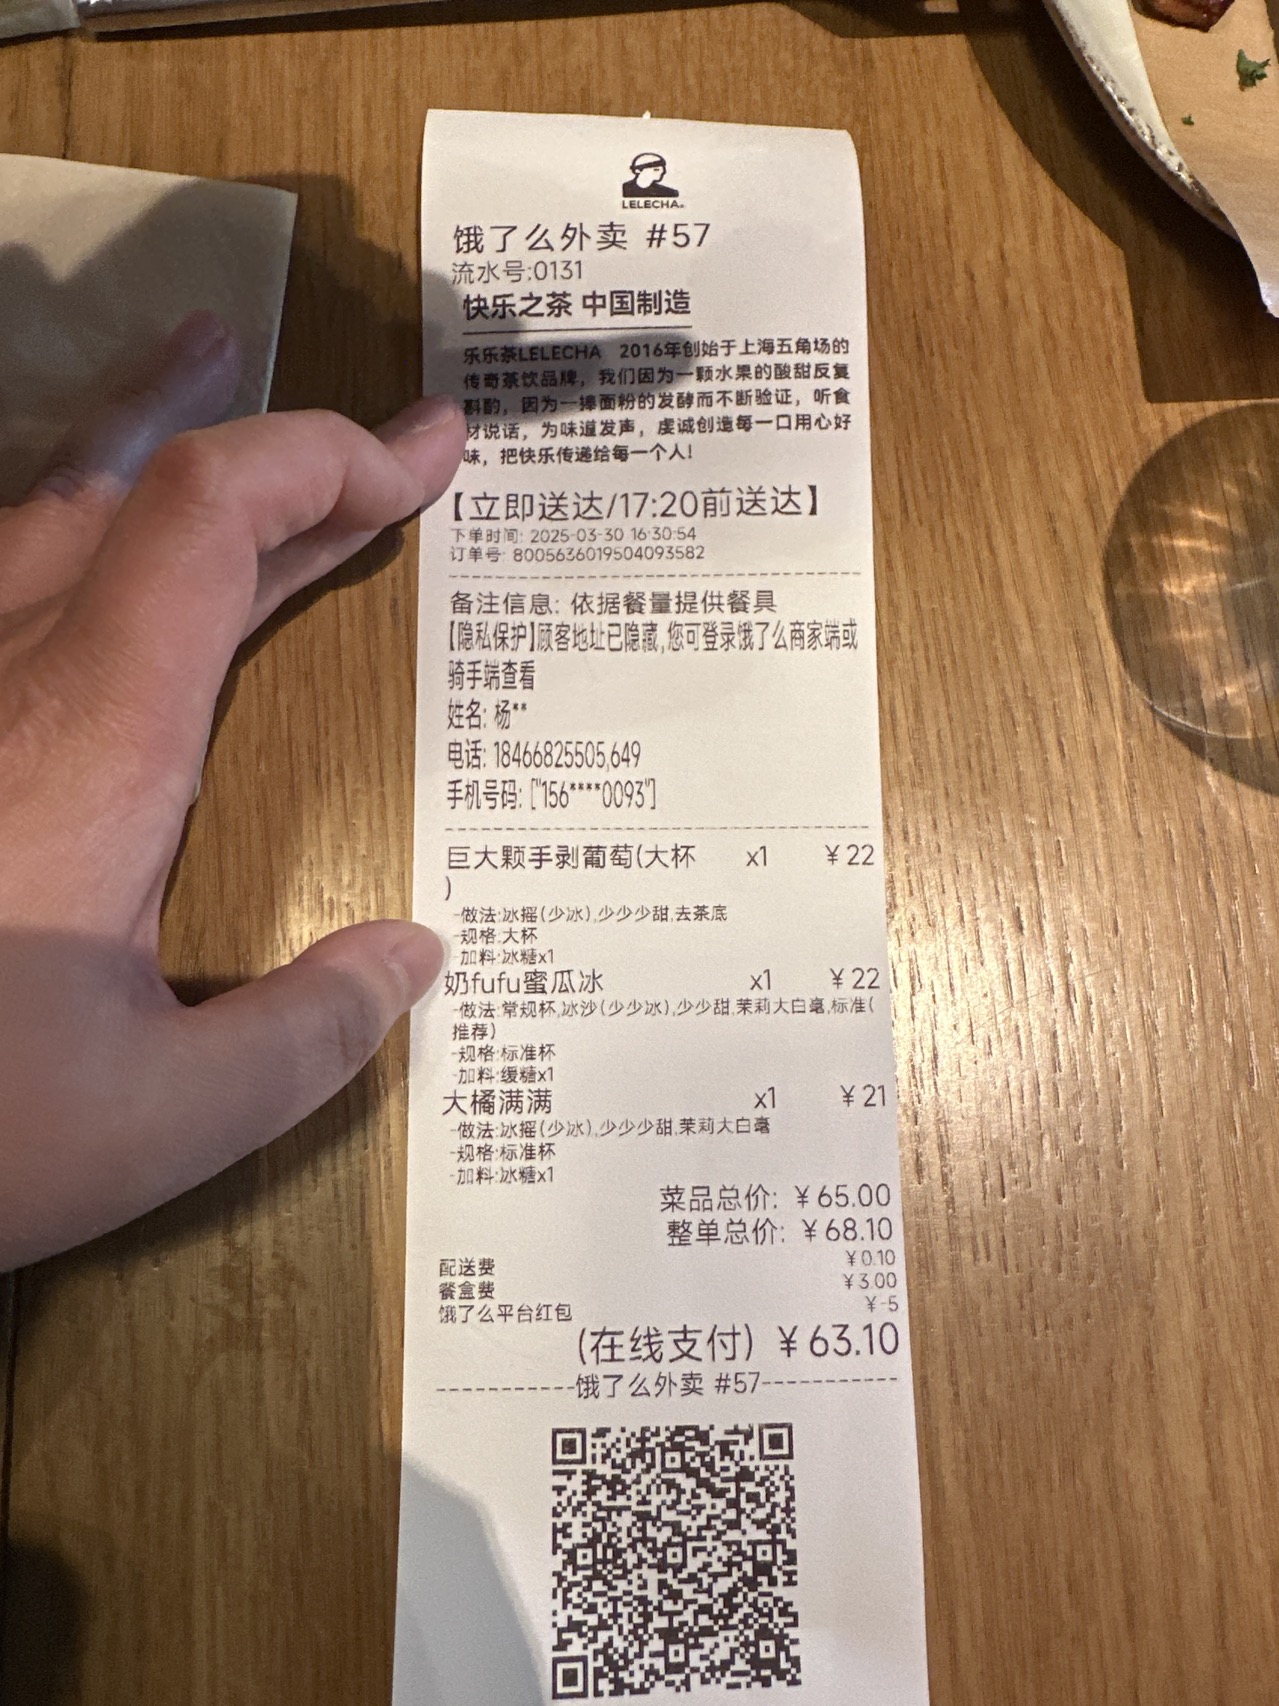 LELECHA
饿了么外卖 #57
流水号:0131
快乐之茶 中国制造
乐乐茶LELECHA 2016年创始于上海五角场的
传奇茶饮品牌，我们因为一颗水果的酸甜反复
斟酌，因为一捧面粉的发酵而不断验证，听食
材说话，为味道发声，虔诚创造每一口用心好
味，把快乐传递给每一个人!
【立即送达/17:20前送达】
下单时间: 2025-03-30 16:30:54
订单号: 8005636019504093582
备注信息: 依据餐量提供餐具
【隐私保护】顾客地址已隐藏,您可登录饿了么商家端或
骑手端查看
姓名: 杨**
电话: 18466825505,649
手机号码: ["156****0093"]
巨大颗手剥葡萄(大杯 x1 ￥22
)
-做法:冰摇(少冰),少少少甜,去茶底
-规格:大杯
-加料:冰糖x1
奶fufu蜜瓜冰 x1 ￥22
-做法:常规杯,冰沙(少少冰),少少甜,茉莉大白毫,标准(
推荐)
-规格:标准杯
-加料:缓糖x1
大橘满满 x1 ￥21
-做法:冰摇(少冰),少少少甜,茉莉大白毫
-规格:标准杯
-加料:冰糖x1
菜品总价: ￥65.00
整单总价: ￥68.10
配送费 ￥0.10
餐盒费 ￥3.00
饿了么平台红包 ￥-5
(在线支付) ￥63.10
-----------饿了么外卖 #57-----------